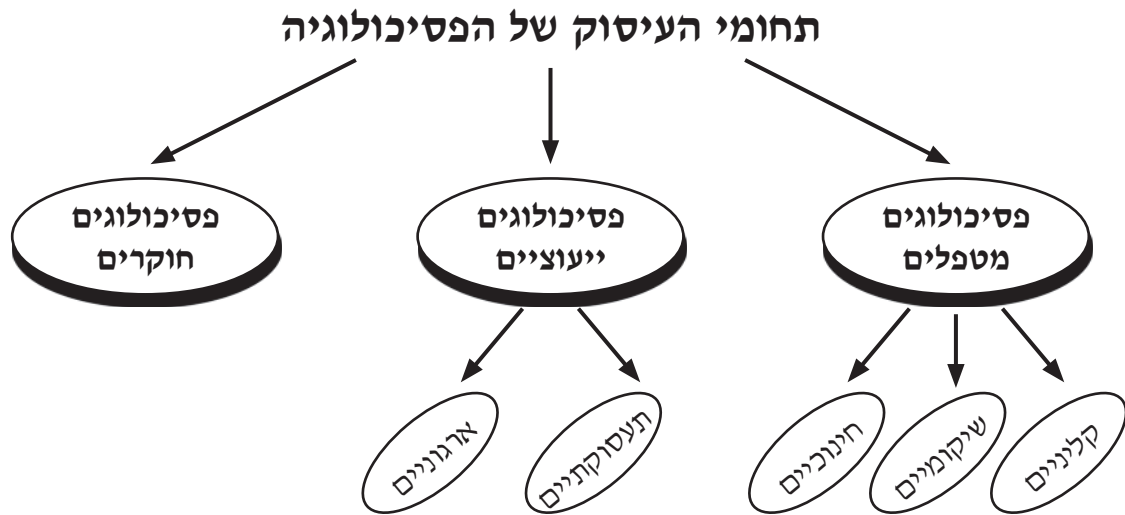 תחומי העיסוק של הפסיכולוגיה
פסיכולוגים
מטפלים
פסיכולוגים
ייעוציים
פסיכולוגים
חוקרים
קליניים
שיקומיים
חינוכיים
תעסוקתיים
ארגוניים